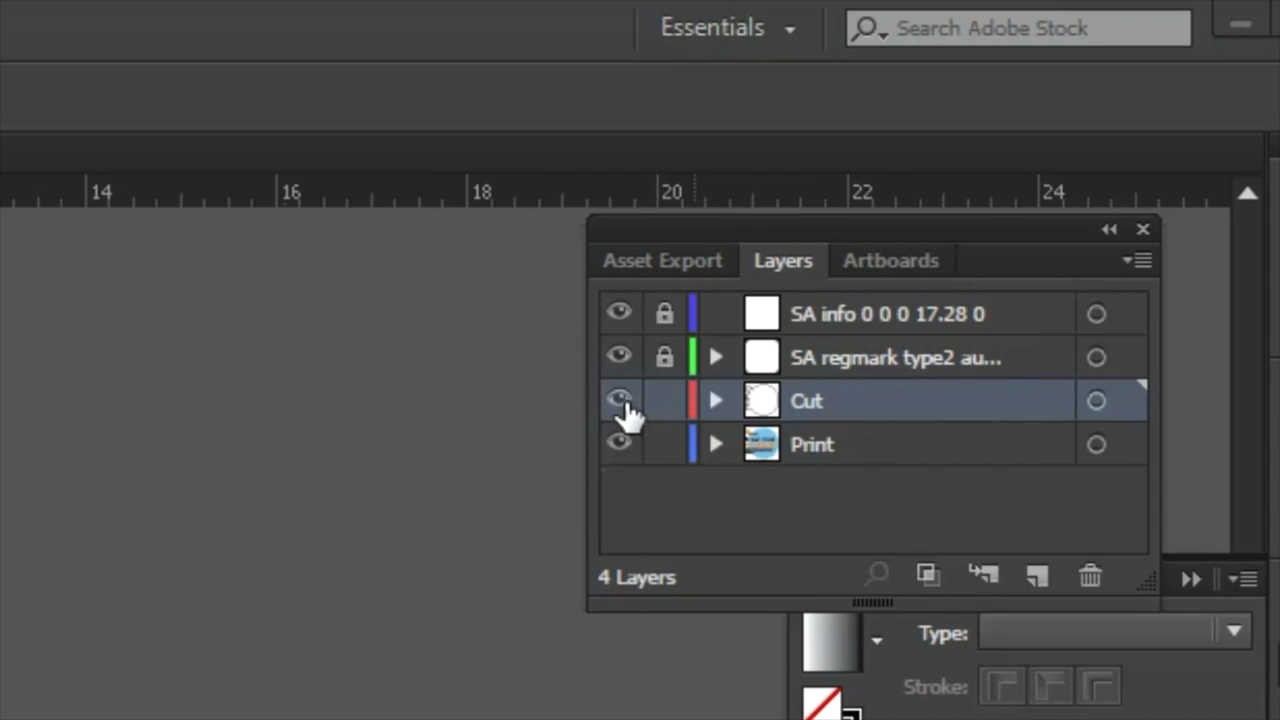 Essentials
Search Adobe Stock
14 16 18 20 22 24
Asset Export Layers Artboards
SA info 0 0 0 17.28 0
SA regmark type2 au...
Cut
Print
4 Layers
Type:
Stroke: